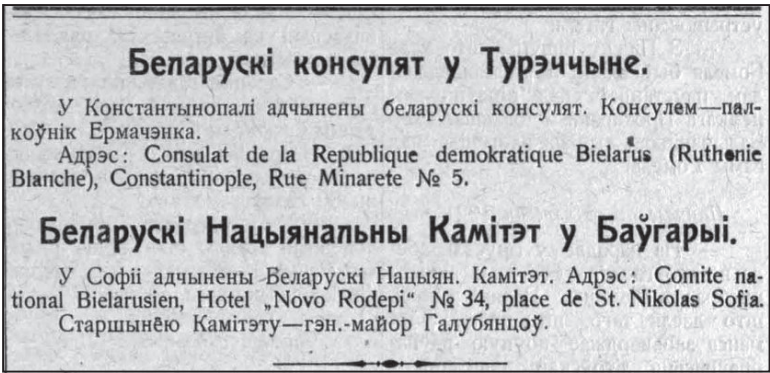 Беларускі консулят у Турэччыне.
У Константынопалі адчынены беларускі консулят. Консулем—пал-
коўнік Ермачэнка.
Адрэс: Consulat de la Republique demokratique Bielarus (Ruthenie
Blanche), Constantinople, Rue Minarete № 5.
Беларускі Нацыянальны Камітэт у Баўгарыі.
У Софіі адчынены Беларускі Нацыян. Камітэт. Адрэс: Comite na-
tional Bielarusien, Hotel „Novo Rodepi“ № 34, place de St. Nikolas Sofia.
Старшынёю Камітэту—гэн.-майор Галубянцоў.